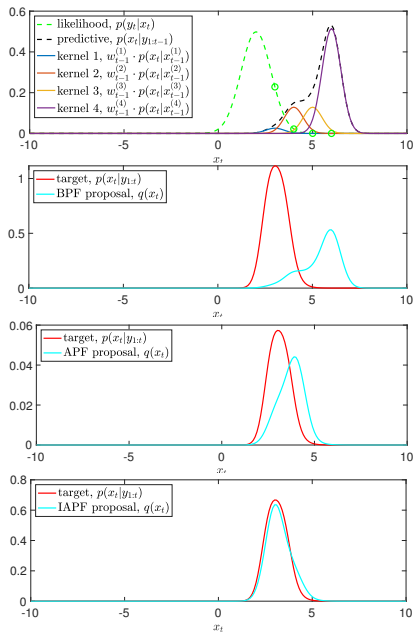 0.6
0.4
0.2
0
likelihood, p(y_t|x_t)
predictive, p(x_t|y_{1:t-1})
kernel 1, w_{t-1}^{(1)} · p(x_t|x_{t-1}^{(1)})
kernel 2, w_{t-1}^{(2)} · p(x_t|x_{t-1}^{(2)})
kernel 3, w_{t-1}^{(3)} · p(x_t|x_{t-1}^{(3)})
kernel 4, w_{t-1}^{(4)} · p(x_t|x_{t-1}^{(4)})
-10 -5 0 5 10
x_t
1
0.5
0
target, p(x_t|y_{1:t})
BPF proposal, q(x_t)
-10 -5 0 5 10
x_t
0.06
0.04
0.02
0
target, p(x_t|y_{1:t})
APF proposal, q(x_t)
-10 -5 0 5 10
x_t
0.8
0.6
0.4
0.2
0
target, p(x_t|y_{1:t})
IAPF proposal, q(x_t)
-10 -5 0 5 10
x_t